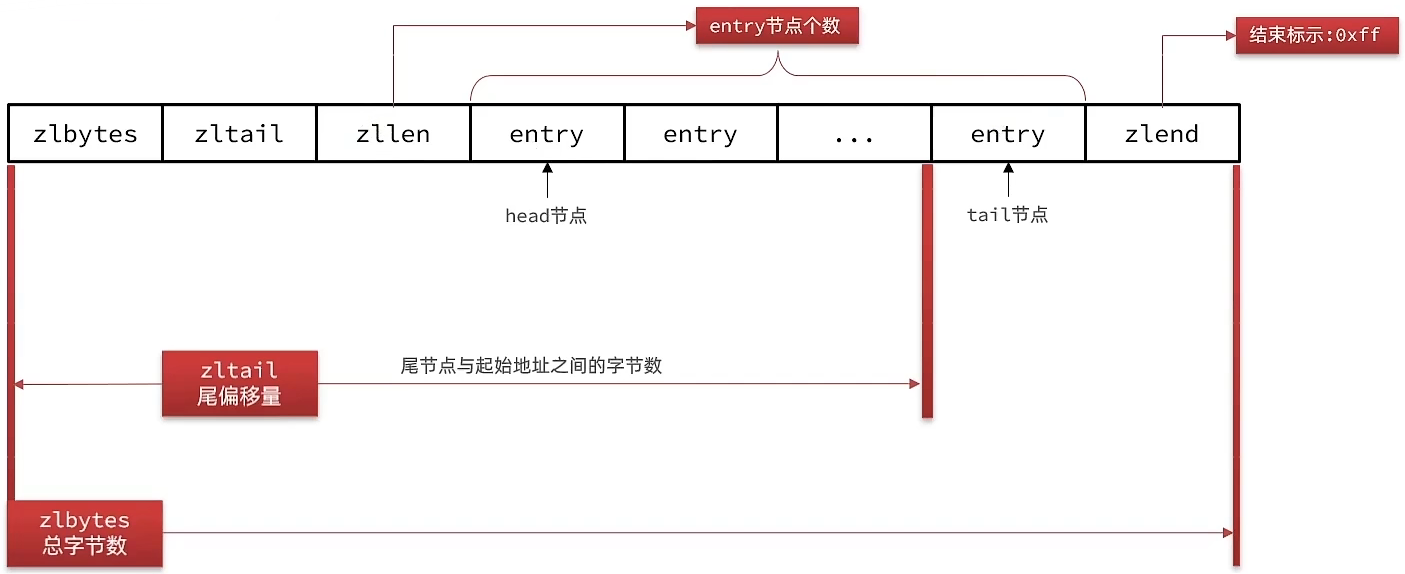 entry节点个数
结束标示:0xff
zlbytes
zltail
zllen
entry
entry
...
entry
zlend
head节点
tail节点
zltail
尾偏移量
尾节点与起始地址之间的字节数
zlbytes
总字节数